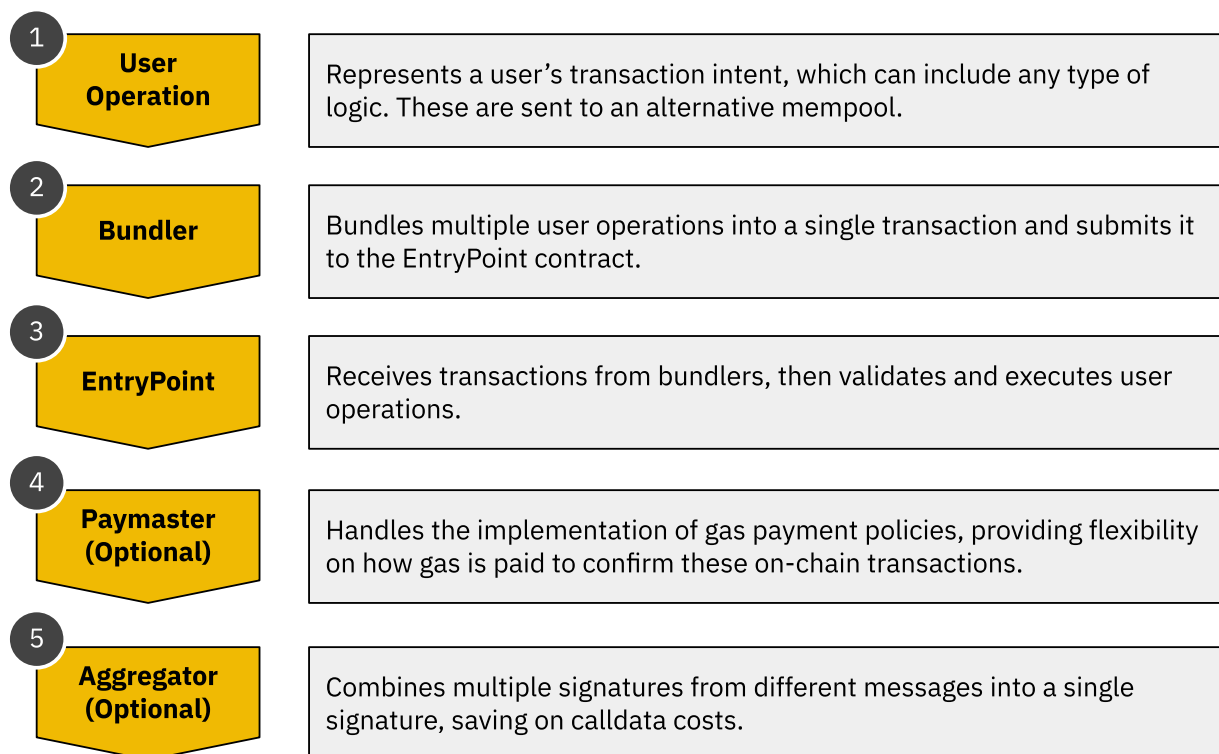 1
User
Operation
Represents a user’s transaction intent, which can include any type of
logic. These are sent to an alternative mempool.
2
Bundler
Bundles multiple user operations into a single transaction and submits it
to the EntryPoint contract.
3
EntryPoint
Receives transactions from bundlers, then validates and executes user
operations.
4
Paymaster
(Optional)
Handles the implementation of gas payment policies, providing flexibility
on how gas is paid to confirm these on-chain transactions.
5
Aggregator
(Optional)
Combines multiple signatures from different messages into a single
signature, saving on calldata costs.